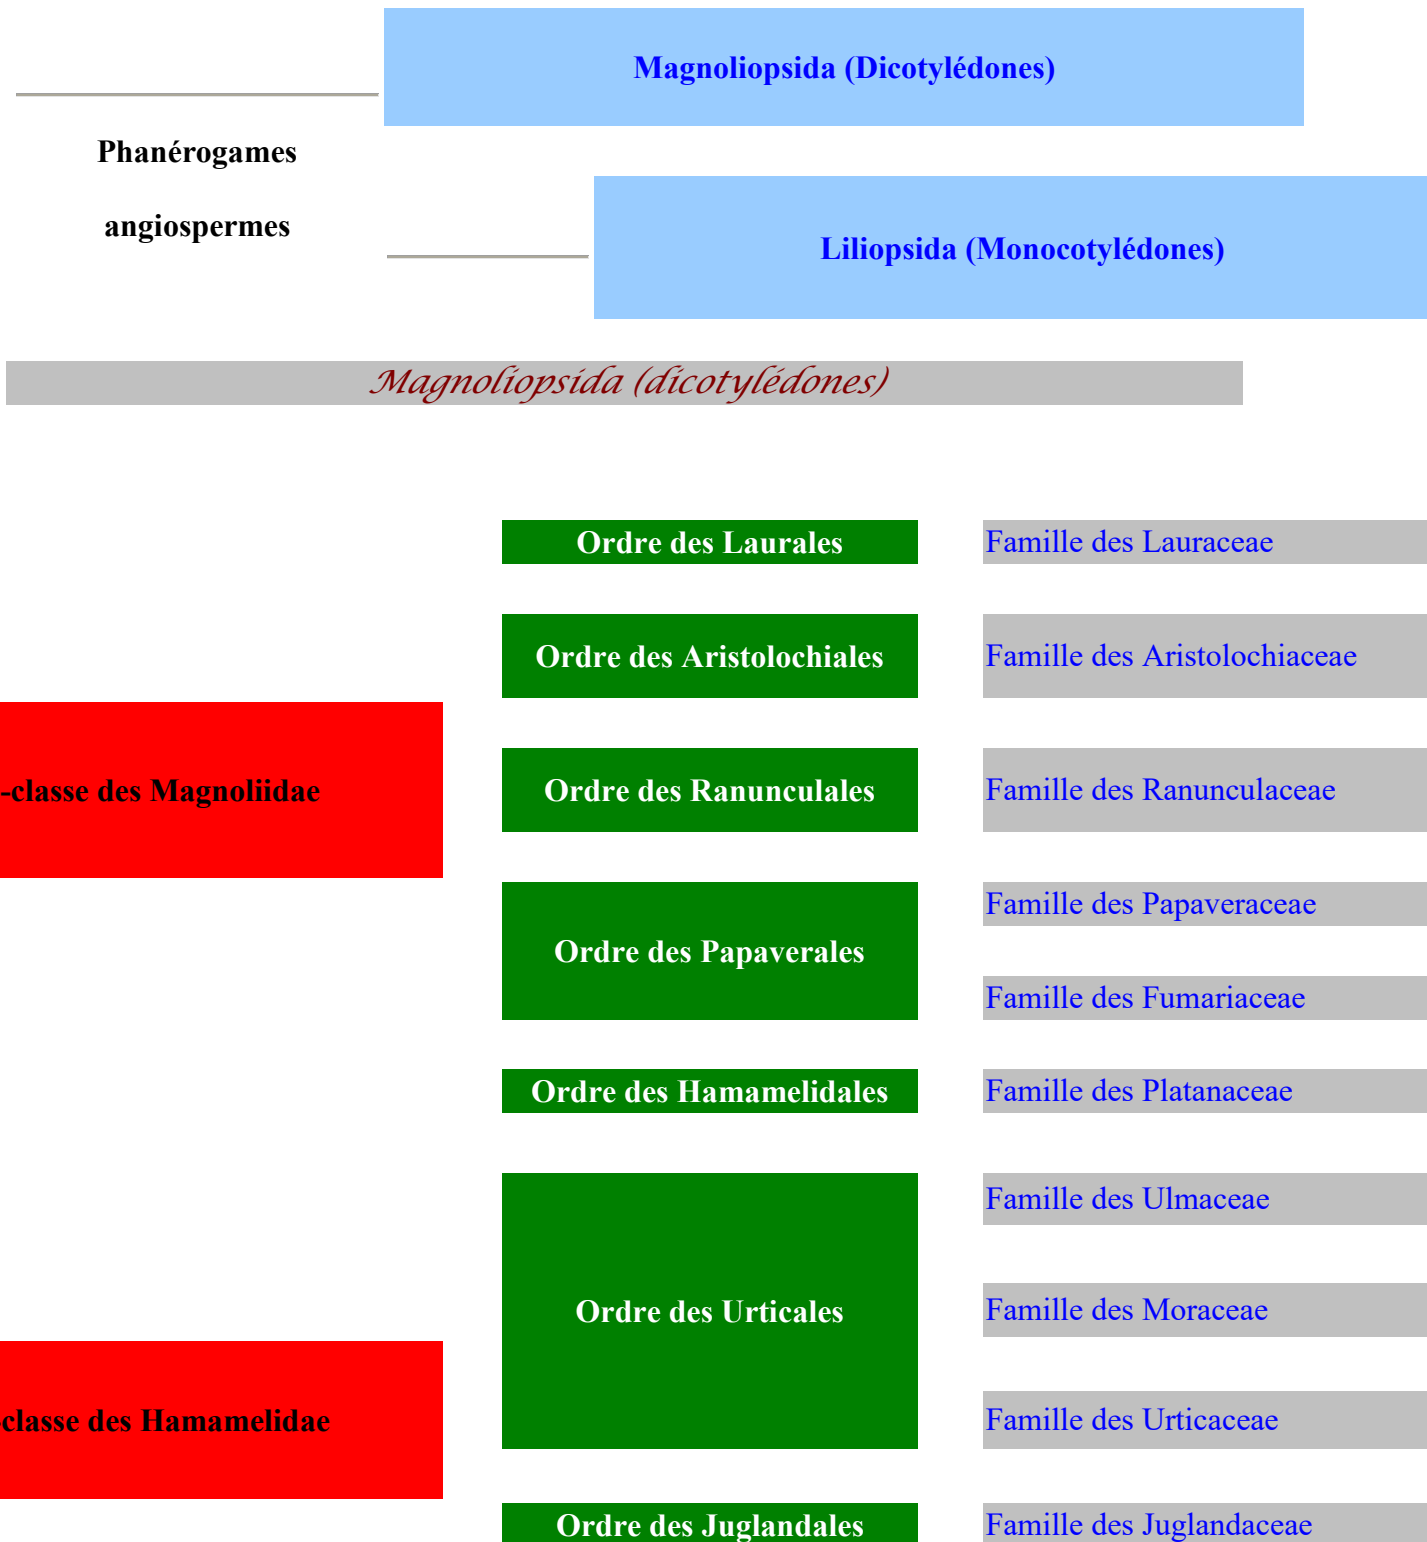 Magnoliopsida (Dicotylédones)
Phanérogames
angiospermes
Liliopsida (Monocotylédones)
Magnoliopsida (dicotylédones)
Ordre des Laurales
Famille des Lauraceae
Ordre des Aristolochiales
Famille des Aristolochiaceae
-classe des Magnoliidae
Ordre des Ranunculales
Famille des Ranunculaceae
Ordre des Papaverales
Famille des Papaveraceae
Famille des Fumariaceae
Ordre des Hamamelidales
Famille des Platanaceae
Ordre des Urticales
Famille des Ulmaceae
Famille des Moraceae
classe des Hamamelidae
Famille des Urticaceae
Ordre des Juglandales
Famille des Juglandaceae